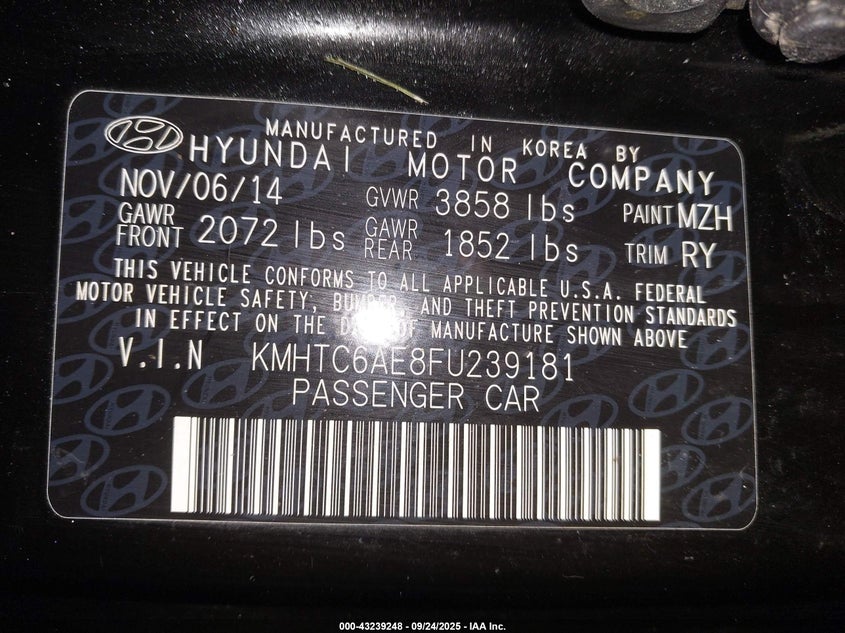 MANUFACTURED IN KOREA BY
HYUNDAI MOTOR COMPANY
NOV/06/14 GVWR 3858 lbs PAINT MZH
GAWR FRONT 2072 lbs GAWR REAR 1852 lbs TRIM RY
THIS VEHICLE CONFORMS TO ALL APPLICABLE U.S.A. FEDERAL
MOTOR VEHICLE SAFETY, BUMPER, AND THEFT PREVENTION STANDARDS
IN EFFECT ON THE DATE OF MANUFACTURE SHOWN ABOVE
V.I.N KMHTC6AE8FU239181
PASSENGER CAR
000-43239248 - 09/24/2025 - IAA Inc.